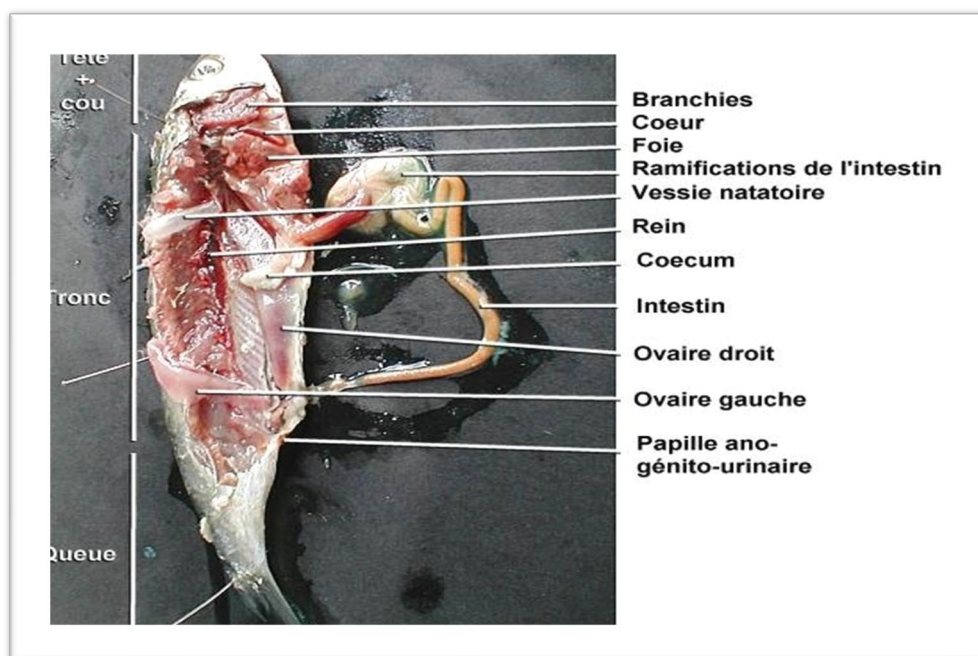 Tête
+
cou
Tronc
Queue
Branchies
Coeur
Foie
Ramifications de l'intestin
Vessie natatoire
Rein
Coecum
Intestin
Ovaire droit
Ovaire gauche
Papille ano-
génito-urinaire